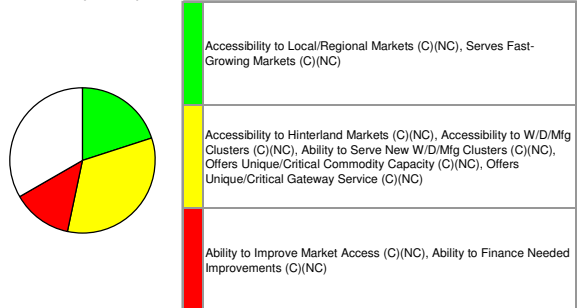 Accessibility to Local/Regional Markets (C)(NC), Serves Fast-
Growing Markets (C)(NC)
Accessibility to Hinterland Markets (C)(NC), Accessibility to W/D/Mfg
Clusters (C)(NC), Ability to Serve New W/D/Mfg Clusters (C)(NC),
Offers Unique/Critical Commodity Capacity (C)(NC), Offers
Unique/Critical Gateway Service (C)(NC)
Ability to Improve Market Access (C)(NC), Ability to Finance Needed
Improvements (C)(NC)